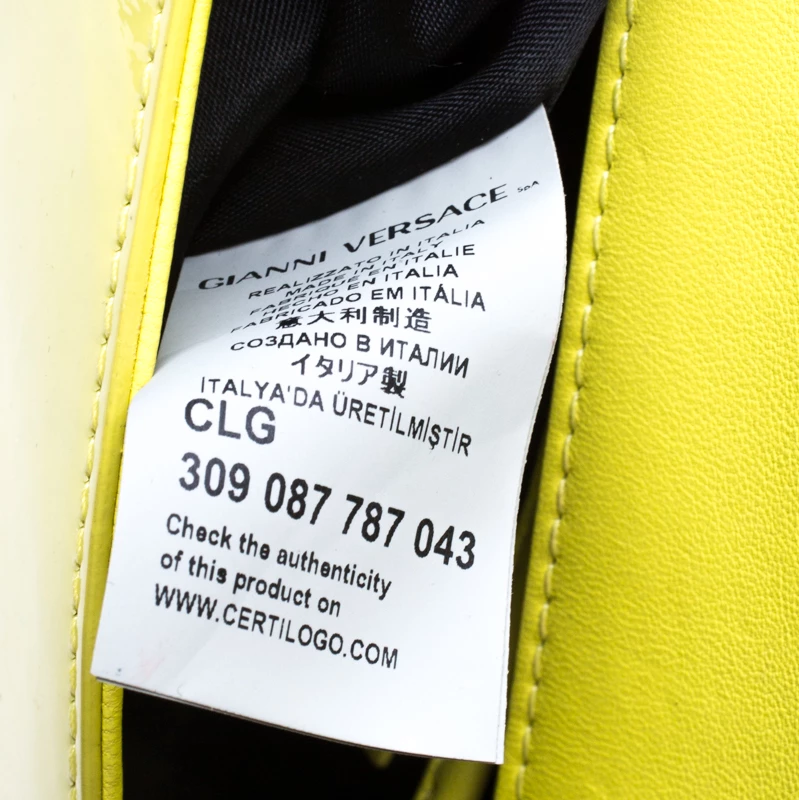 GIANNI VERSACE SpA
REALIZZATO IN ITALIA
MADE IN ITALY
FABRIQUÉ EN ITALIE
HECHO EN ITALIA
FABRICADO EM ITÁLIA
意大利制造
СОЗДАНО В ИТАЛИИ
イタリア製
ITALYA'DA ÜRETİLMİŞTİR
CLG
309 087 787 043
Check the authenticity
of this product on
WWW.CERTILOGO.COM